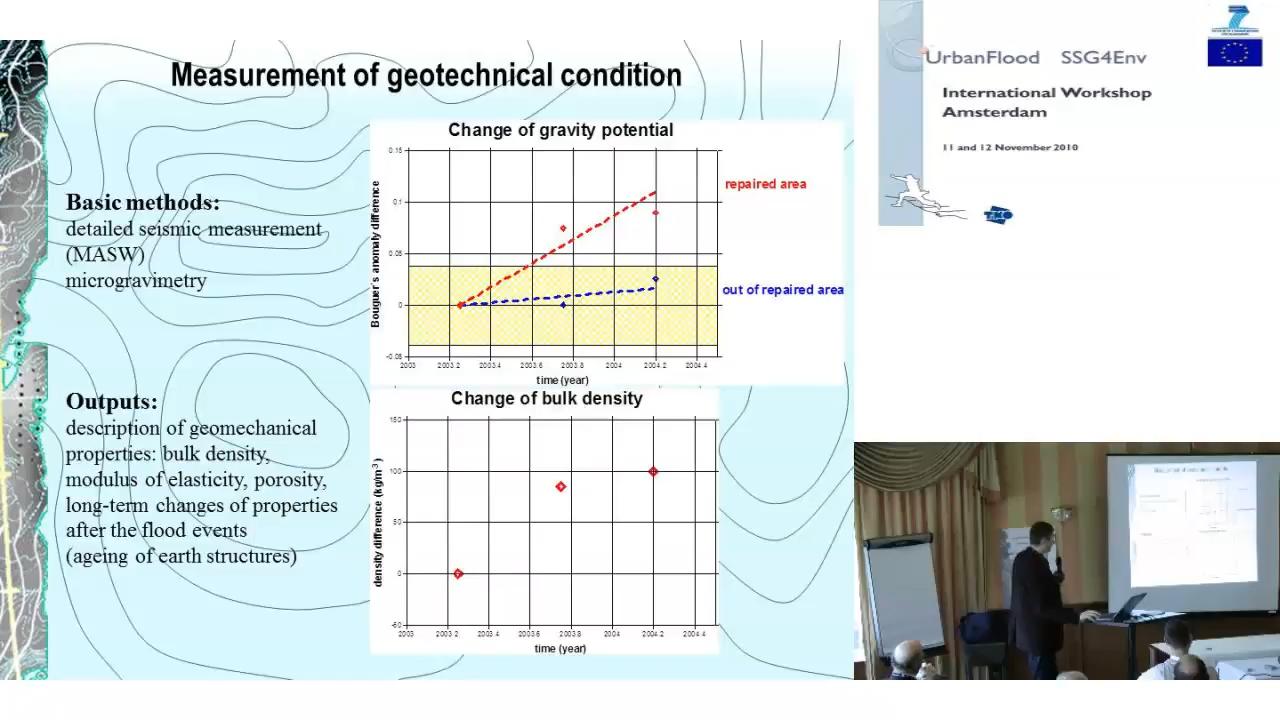 Measurement of geotechnical condition
Basic methods:
detailed seismic measurement
(MASW)
microgravimetry
Outputs:
description of geomechanical
properties: bulk density,
modulus of elasticity, porosity,
long-term changes of properties
after the flood events
(ageing of earth structures)
Change of gravity potential
Bouguer's anomaly difference
0.15
0.1
0.05
0
-0.05
2003
2003.2
2003.4
2003.6
2003.8
2004
2004.2
2004.4
time (year)
repaired area
out of repaired area
Change of bulk density
density difference (kg/m³)
150
100
50
0
-50
2003
2003.2
2003.4
2003.6
2003.8
2004
2004.2
2004.4
time (year)
UrbanFlood SSG4Env
International Workshop
Amsterdam
11 and 12 November 2010